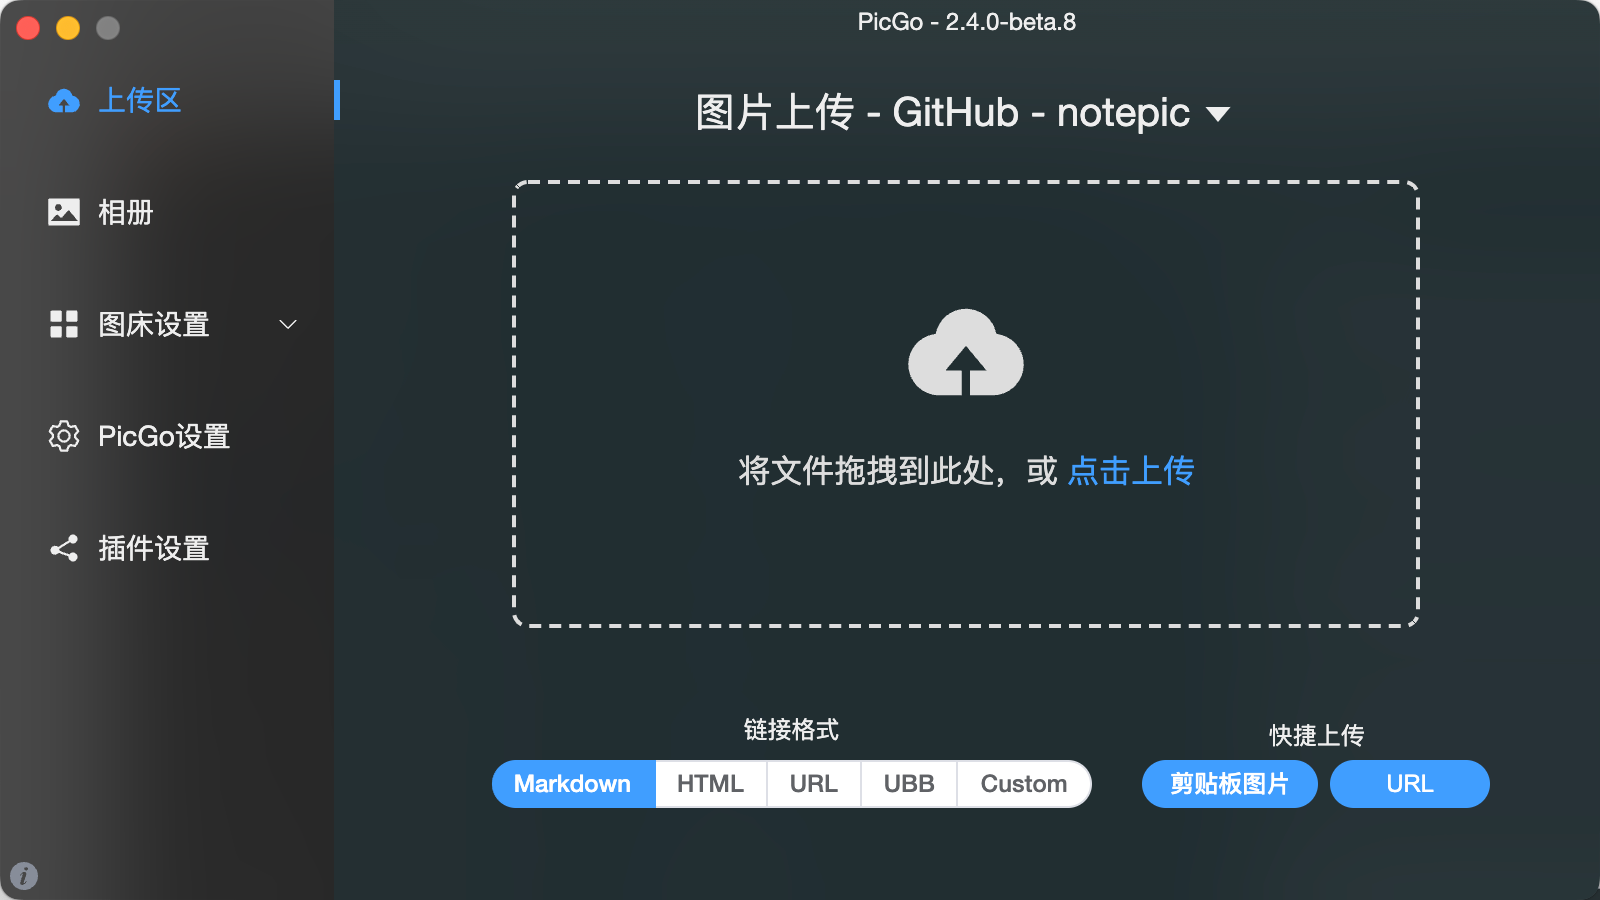 PicGo - 2.4.0-beta.8
上传区
相册
图床设置
PicGo设置
插件设置
图片上传 - GitHub - notepic
将文件拖拽到此处，或 点击上传
链接格式
Markdown HTML URL UBB Custom
快捷上传
剪贴板图片 URL
i